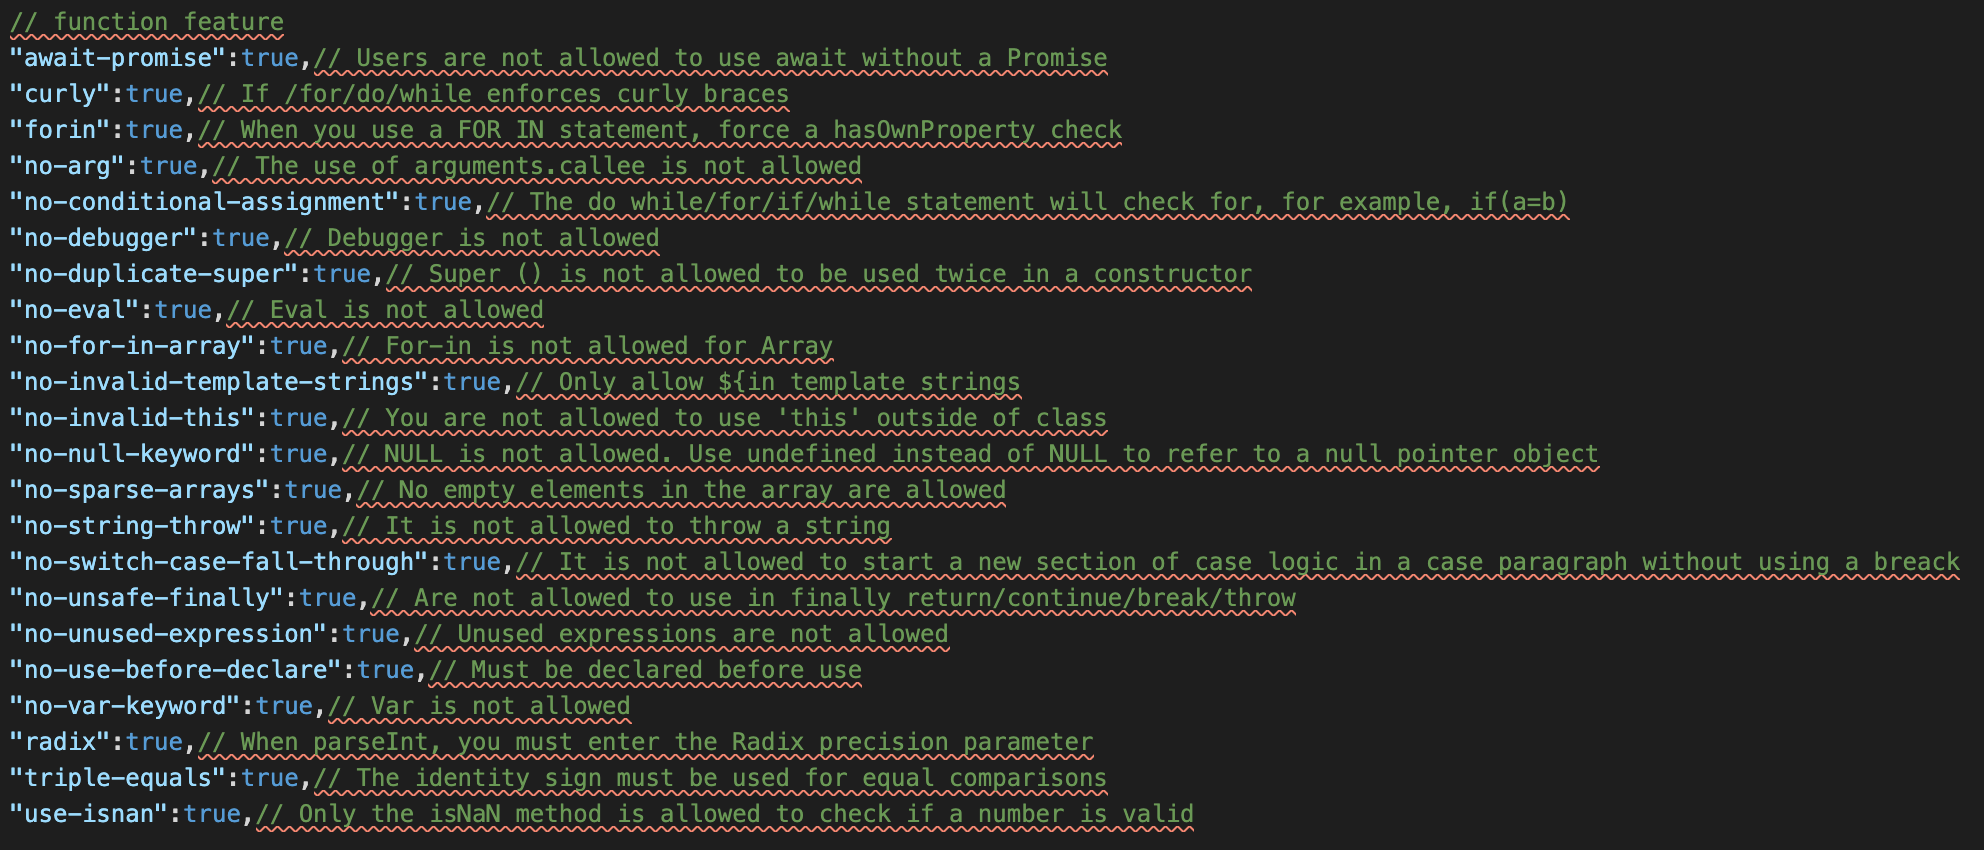 // function feature
"await-promise":true,// Users are not allowed to use await without a Promise
"curly":true,// If /for/do/while enforces curly braces
"forin":true,// When you use a FOR IN statement, force a hasOwnProperty check
"no-arg":true,// The use of arguments.callee is not allowed
"no-conditional-assignment":true,// The do while/for/if/while statement will check for, for example, if(a=b)
"no-debugger":true,// Debugger is not allowed
"no-duplicate-super":true,// Super () is not allowed to be used twice in a constructor
"no-eval":true,// Eval is not allowed
"no-for-in-array":true,// For-in is not allowed for Array
"no-invalid-template-strings":true,// Only allow ${in template strings
"no-invalid-this":true,// You are not allowed to use 'this' outside of class
"no-null-keyword":true,// NULL is not allowed. Use undefined instead of NULL to refer to a null pointer object
"no-sparse-arrays":true,// No empty elements in the array are allowed
"no-string-throw":true,// It is not allowed to throw a string
"no-switch-case-fall-through":true,// It is not allowed to start a new section of case logic in a case paragraph without using a breack
"no-unsafe-finally":true,// Are not allowed to use in finally return/continue/break/throw
"no-unused-expression":true,// Unused expressions are not allowed
"no-use-before-declare":true,// Must be declared before use
"no-var-keyword":true,// Var is not allowed
"radix":true,// When parseInt, you must enter the Radix precision parameter
"triple-equals":true,// The identity sign must be used for equal comparisons
"use-isnan":true,// Only the isNaN method is allowed to check if a number is valid